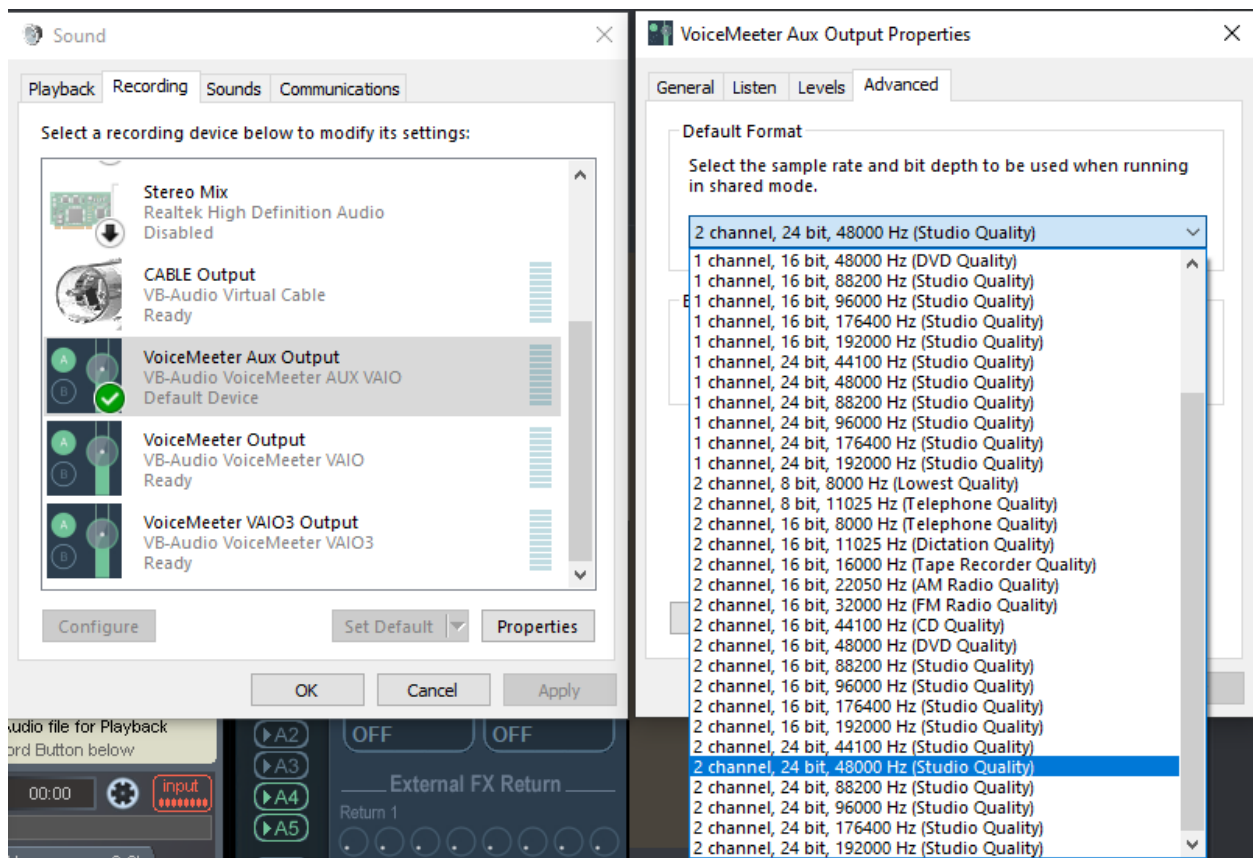 Sound
Playback Recording Sounds Communications
Select a recording device below to modify its settings:
Stereo Mix
Realtek High Definition Audio
Disabled
CABLE Output
VB-Audio Virtual Cable
Ready
VoiceMeeter Aux Output
VB-Audio VoiceMeeter AUX VAIO
Default Device
VoiceMeeter Output
VB-Audio VoiceMeeter VAIO
Ready
VoiceMeeter VAIO3 Output
VB-Audio VoiceMeeter VAIO3
Ready
Configure Set Default Properties
OK Cancel Apply
VoiceMeeter Aux Output Properties
General Listen Levels Advanced
Default Format
Select the sample rate and bit depth to be used when running
in shared mode.
2 channel, 24 bit, 48000 Hz (Studio Quality)
1 channel, 16 bit, 48000 Hz (DVD Quality)
1 channel, 16 bit, 88200 Hz (Studio Quality)
1 channel, 16 bit, 96000 Hz (Studio Quality)
1 channel, 16 bit, 176400 Hz (Studio Quality)
1 channel, 16 bit, 192000 Hz (Studio Quality)
1 channel, 24 bit, 44100 Hz (Studio Quality)
1 channel, 24 bit, 48000 Hz (Studio Quality)
1 channel, 24 bit, 88200 Hz (Studio Quality)
1 channel, 24 bit, 96000 Hz (Studio Quality)
1 channel, 24 bit, 176400 Hz (Studio Quality)
1 channel, 24 bit, 192000 Hz (Studio Quality)
2 channel, 8 bit, 8000 Hz (Lowest Quality)
2 channel, 8 bit, 11025 Hz (Telephone Quality)
2 channel, 16 bit, 8000 Hz (Telephone Quality)
2 channel, 16 bit, 11025 Hz (Dictation Quality)
2 channel, 16 bit, 16000 Hz (Tape Recorder Quality)
2 channel, 16 bit, 22050 Hz (AM Radio Quality)
2 channel, 16 bit, 32000 Hz (FM Radio Quality)
2 channel, 16 bit, 44100 Hz (CD Quality)
2 channel, 16 bit, 48000 Hz (DVD Quality)
2 channel, 16 bit, 88200 Hz (Studio Quality)
2 channel, 16 bit, 96000 Hz (Studio Quality)
2 channel, 16 bit, 176400 Hz (Studio Quality)
2 channel, 16 bit, 192000 Hz (Studio Quality)
2 channel, 24 bit, 44100 Hz (Studio Quality)
2 channel, 24 bit, 48000 Hz (Studio Quality)
2 channel, 24 bit, 88200 Hz (Studio Quality)
2 channel, 24 bit, 96000 Hz (Studio Quality)
2 channel, 24 bit, 176400 Hz (Studio Quality)
2 channel, 24 bit, 192000 Hz (Studio Quality)
file for Playback
Button below
00:00 input
A2
A3
A4
A5
OFF OFF
External FX Return
Return 1